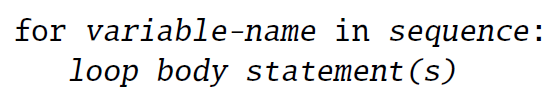 for variable-name in sequence:
loop body statement(s)